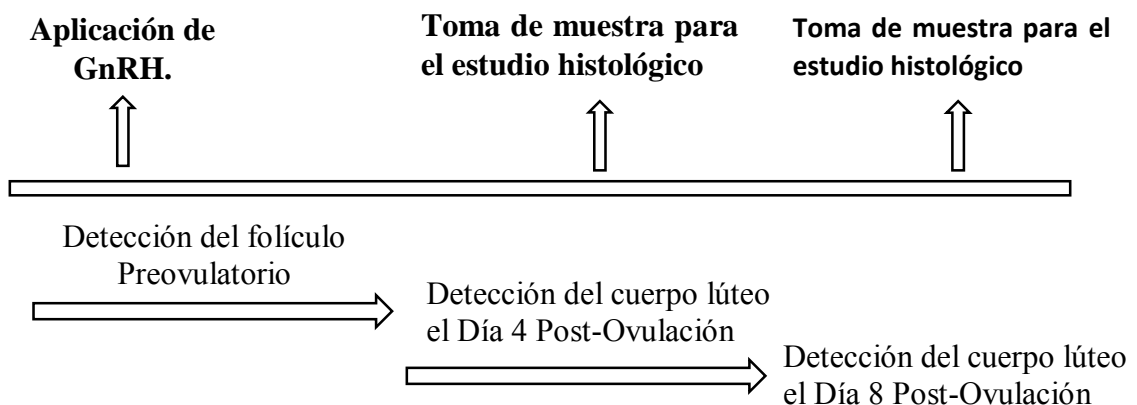 Aplicación de
GnRH.
Toma de muestra para
el estudio histológico
Toma de muestra para el
estudio histológico
Detección del folículo
Preovulatorio
Detección del cuerpo lúteo
el Día 4 Post-Ovulación
Detección del cuerpo lúteo
el Día 8 Post-Ovulación